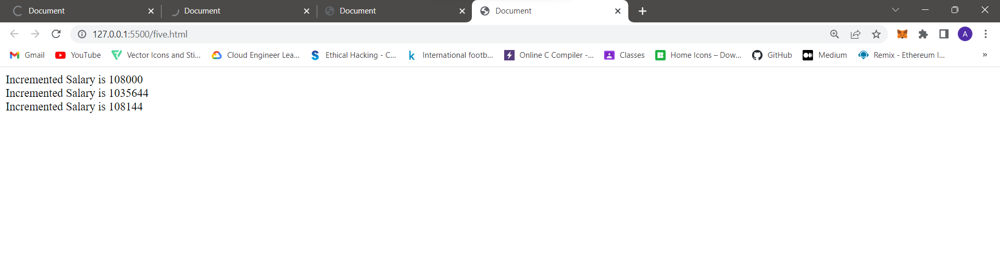 Document Document Document Document
127.0.0.1:5500/five.html A
Gmail YouTube Vector Icons and Sti... Cloud Engineer Lea... Ethical Hacking - C... International footb... Online C Compiler -... Classes Home Icons – Dow... GitHub Medium Remix - Ethereum I... »
Incremented Salary is 108000
Incremented Salary is 1035644
Incremented Salary is 108144